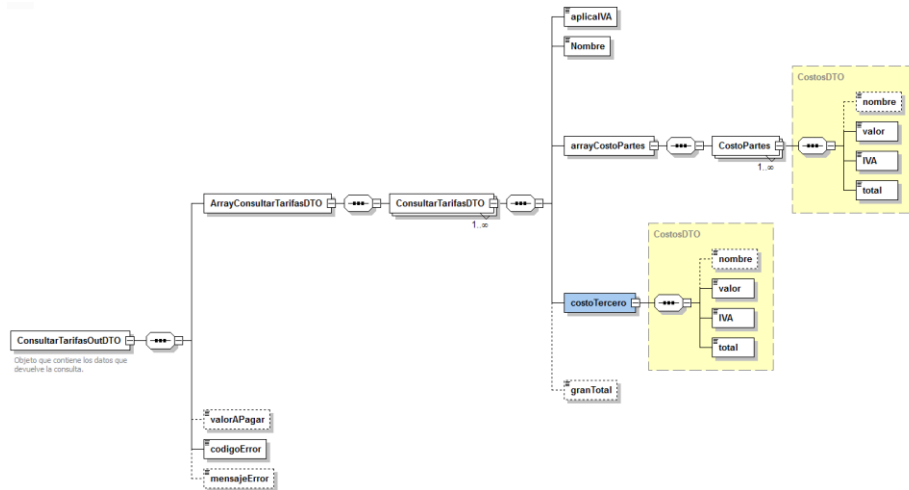 aplicaIVA
Nombre
CostosDTO
nombre
valor
IVA
total
arrayCostoPartes
CostoPartes
1..∞
ArrayConsultarTarifasDTO
ConsultarTarifasDTO
1..∞
CostosDTO
nombre
valor
IVA
total
costoTercero
granTotal
ConsultarTarifasOutDTO
Objeto que contiene los datos que
devuelve la consulta.
valorAPagar
codigoError
mensajeError